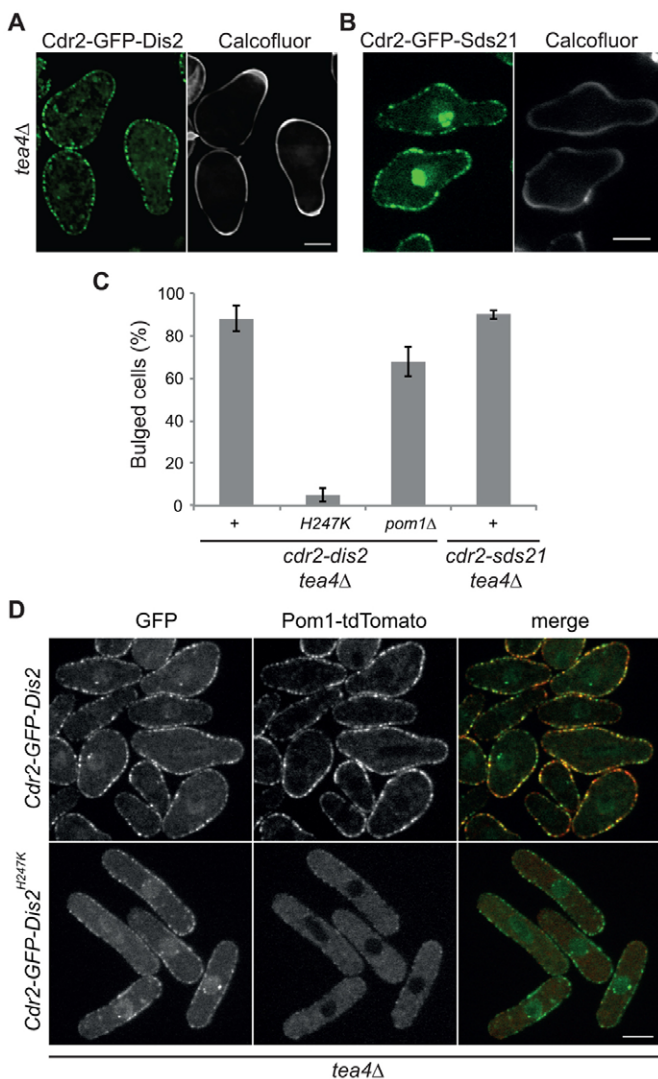 A
Cdr2-GFP-Dis2 Calcofluor
tea4Δ
B
Cdr2-GFP-Sds21 Calcofluor
C
Bulged cells (%)
100
80
60
40
20
0
+ H247K pom1Δ +
cdr2-dis2 cdr2-sds21
tea4Δ tea4Δ
D
GFP Pom1-tdTomato merge
Cdr2-GFP-Dis2
Cdr2-GFP-Dis2H247K
tea4Δ